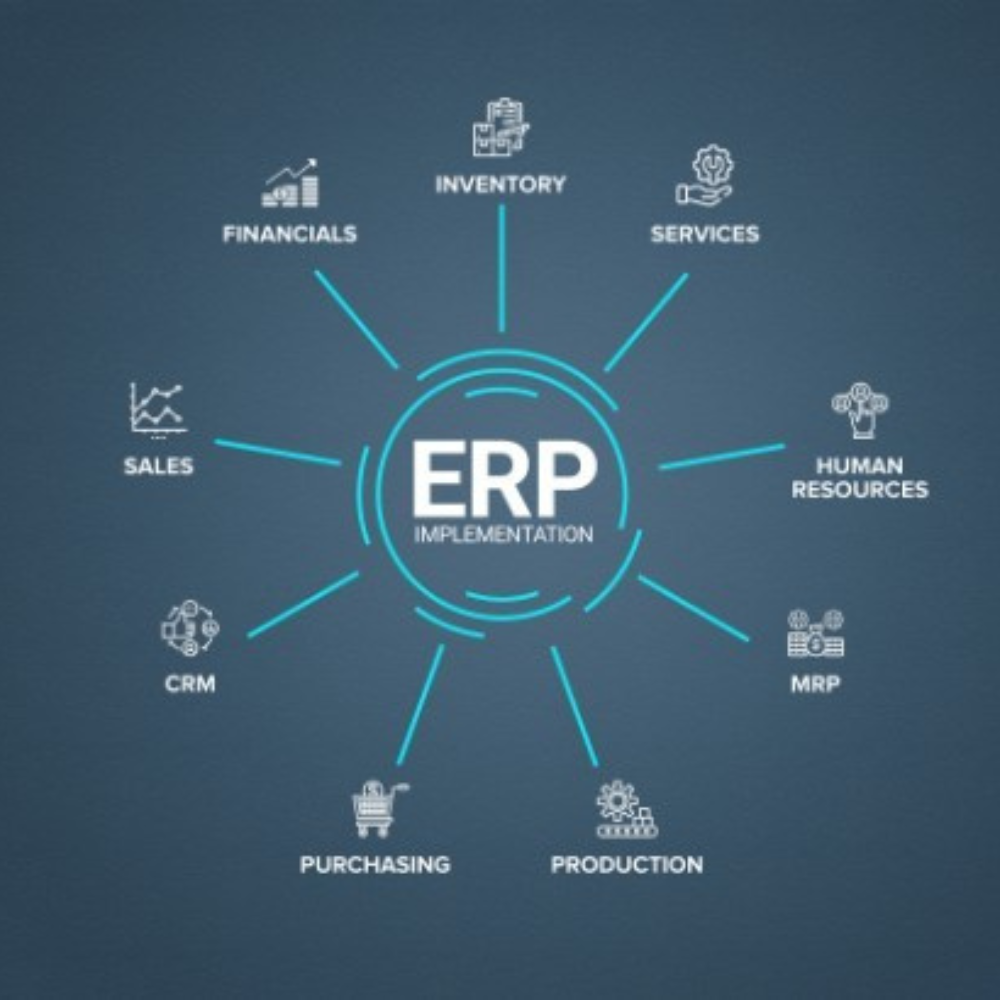 INVENTORY
FINANCIALS
SERVICES
SALES
HUMAN
RESOURCES
ERP
IMPLEMENTATION
CRM
MRP
PURCHASING
PRODUCTION